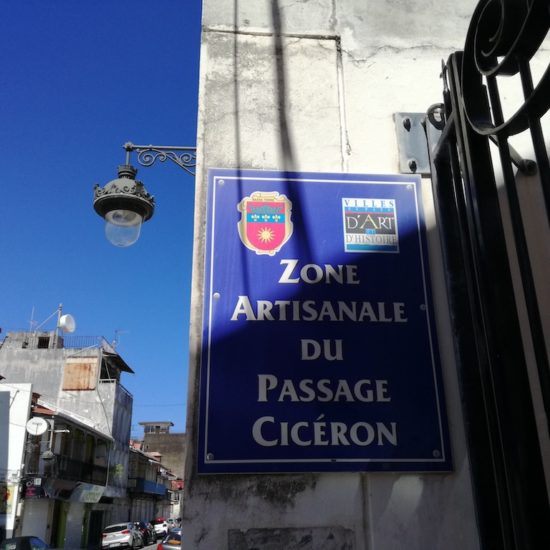 VILLES
D'ART
D'HISTOIRE
ZONE
ARTISANALE
DU
PASSAGE
CICÉRON